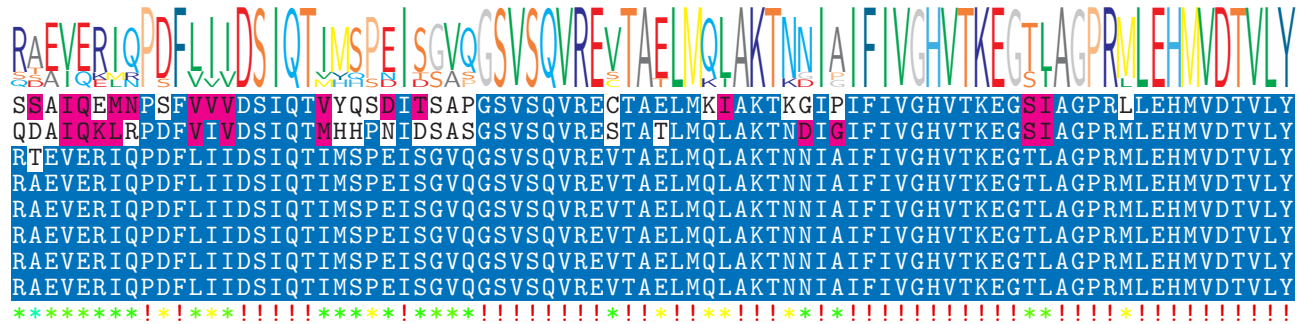 RAEVERIQPDFLIIDSIQTIMSPEISGVQGSVSQVREVTAELMQLAKTNNIAIFIVGHVTKEGTLAGPRMLEHMVDTVLY
SSAIQEMNPSFVVVDSIQTVYQSDITSAPGSVSQVRECTAELMKIAKTKGIPIFIVGHVTKEGSIAGPRLLEHMVDTVLY
QDAIQKLRPDFVIVDSIQTMHHPNIDSASGSVSQVRESTATLMQLAKTNDIGIFIVGHVTKEGSIAGPRMLEHMVDTVLY
RTEVERIQPDFLIIDSIQTIMSPEISGVQGSVSQVREVTAELMQLAKTNNIAIFIVGHVTKEGTLAGPRMLEHMVDTVLY
RAEVERIQPDFLIIDSIQTIMSPEISGVQGSVSQVREVTAELMQLAKTNNIAIFIVGHVTKEGTLAGPRMLEHMVDTVLY
RAEVERIQPDFLIIDSIQTIMSPEISGVQGSVSQVREVTAELMQLAKTNNIAIFIVGHVTKEGTLAGPRMLEHMVDTVLY
RAEVERIQPDFLIIDSIQTIMSPEISGVQGSVSQVREVTAELMQLAKTNNIAIFIVGHVTKEGTLAGPRMLEHMVDTVLY
RAEVERIQPDFLIIDSIQTIMSPEISGVQGSVSQVREVTAELMQLAKTNNIAIFIVGHVTKEGTLAGPRMLEHMVDTVLY
RAEVERIQPDFLIIDSIQTIMSPEISGVQGSVSQVREVTAELMQLAKTNNIAIFIVGHVTKEGTLAGPRMLEHMVDTVLY
********!*!***!!!!!*****!****!!!!!!!!*!!*!!**!!!**!*!!!!!!!!!!!**!!!!*!!!!!!!!!!